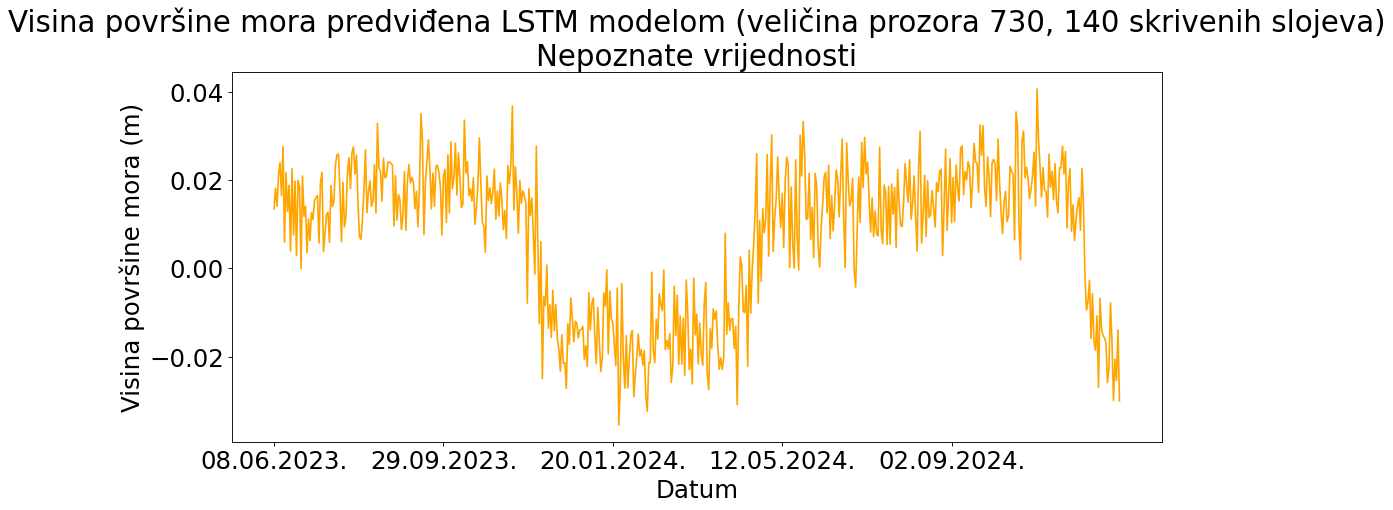 Visina površine mora predviđena LSTM modelom (veličina prozora 730, 140 skrivenih slojeva)
Nepoznate vrijednosti
Visina površine mora (m)
0.04
0.02
0.00
−0.02
08.06.2023. 29.09.2023. 20.01.2024. 12.05.2024. 02.09.2024.
Datum